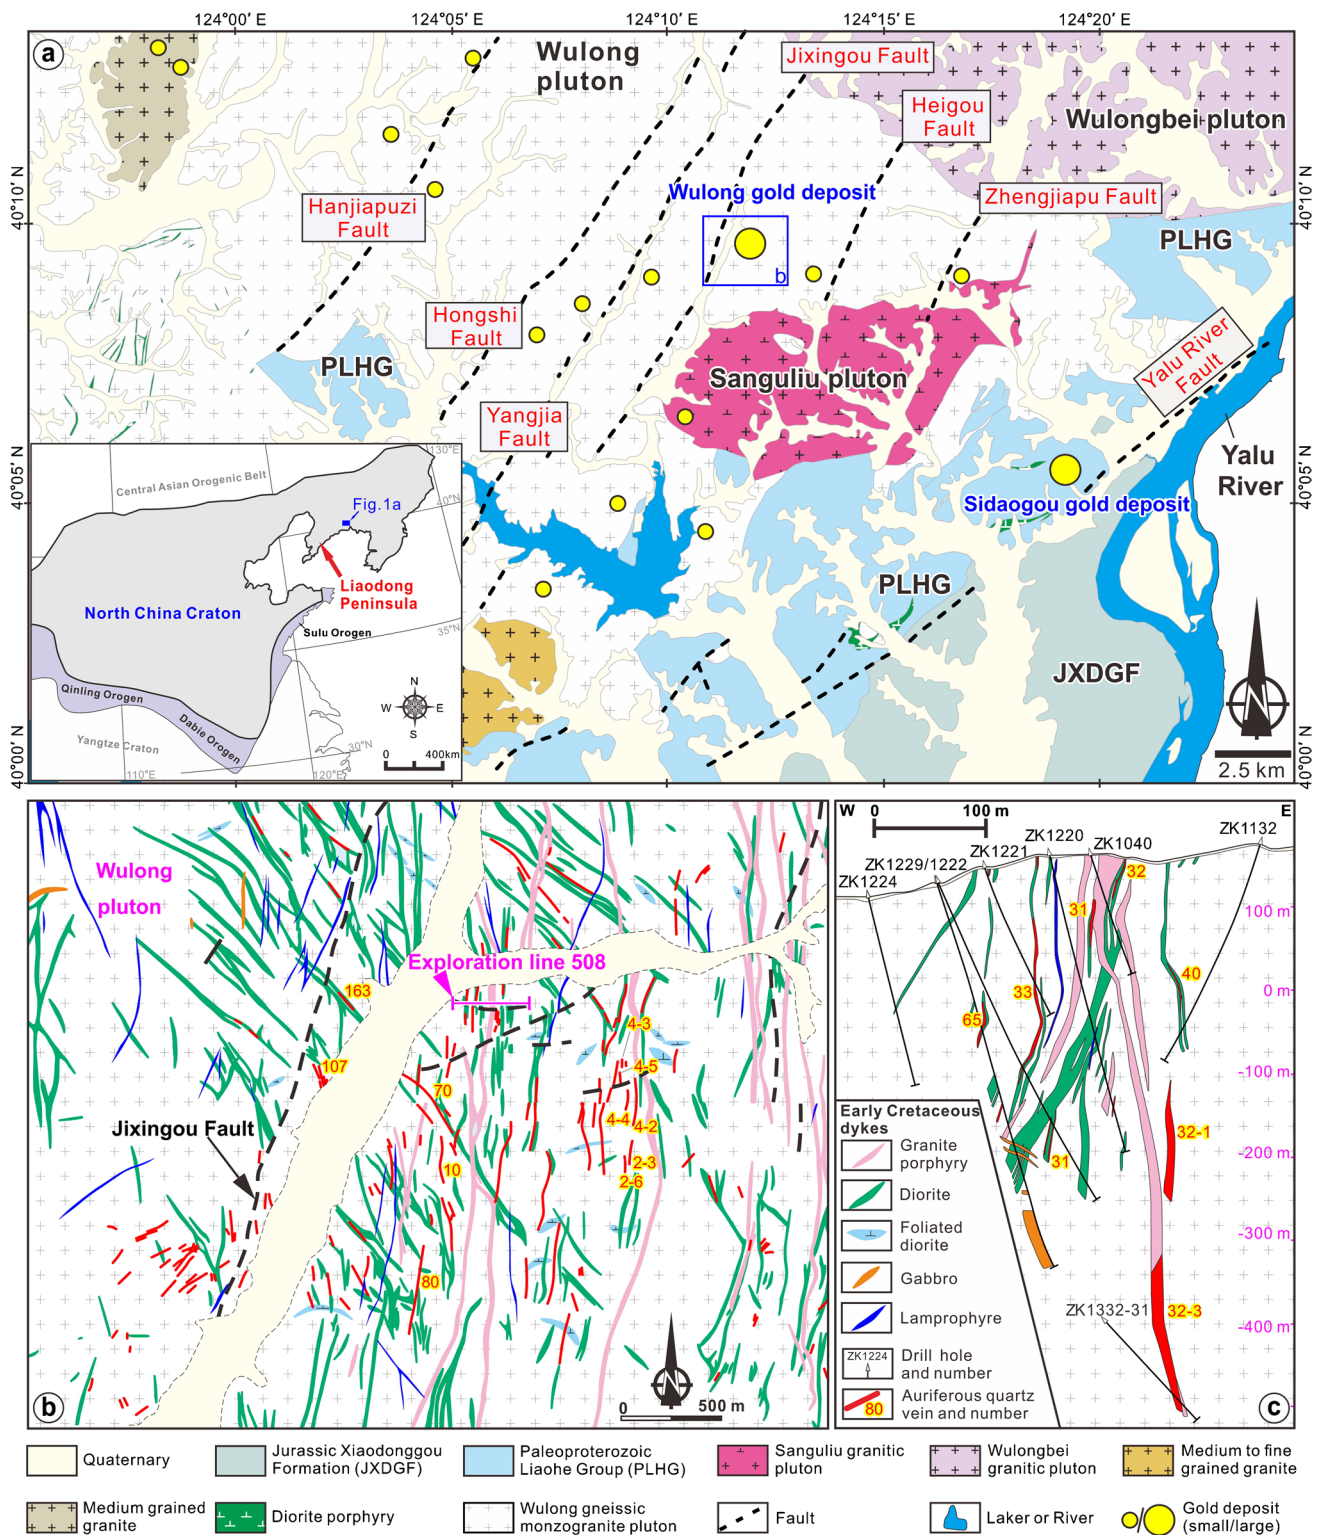 124°00′ E
124°05′ E
124°10′ E
124°15′ E
124°20′ E
a
Wulong
pluton
Jixingou Fault
Heigou
Fault
Wulongbei pluton
40°10′ N
40°10′ N
Hanjiapuzi
Fault
Wulong gold deposit
Zhengjiapu Fault
PLHG
b
Hongshi
Fault
PLHG
Sanguliu pluton
Yalu River
Fault
Yangjia
Fault
40°05′ N
40°05′ N
Yalu
River
Sidaogou gold deposit
PLHG
JXDGF
N
2.5 km
40°00′ N
40°00′ N
Central Asian Orogenic Belt
130°E
40°N
Fig.1a
Liaodong
Peninsula
North China Craton
Sulu Orogen
35°N
Qinling Orogen
Dabie Orogen
Yangtze Craton
N
W E
S
0 400km
30°N
110°E
120°E
Wulong
pluton
Exploration line 508
163
4-3
107
4-5
70
4-4
4-2
Jixingou Fault
10
2-3
2-6
80
N
b
0 500 m
W 0 100 m E
ZK1132
ZK1220
ZK1040
ZK1221
ZK1229/1222
ZK1224
32
31
100 m
40
33
0 m
65
-100 m
32-1
31
-200 m
-300 m
ZK1332-31
32-3
-400 m
c
Early Cretaceous
dykes
Granite
porphyry
Diorite
Foliated
diorite
Gabbro
Lamprophyre
ZK1224
Drill hole
and number
80
Auriferous quartz
vein and number
Quaternary
Jurassic Xiaodonggou
Formation (JXDGF)
Paleoproterozoic
Liaohe Group (PLHG)
Sanguliu granitic
pluton
Wulongbei
granitic pluton
Medium to fine
grained granite
Medium grained
granite
Diorite porphyry
Wulong gneissic
monzogranite pluton
Fault
Laker or River
Gold deposit
(small/large)